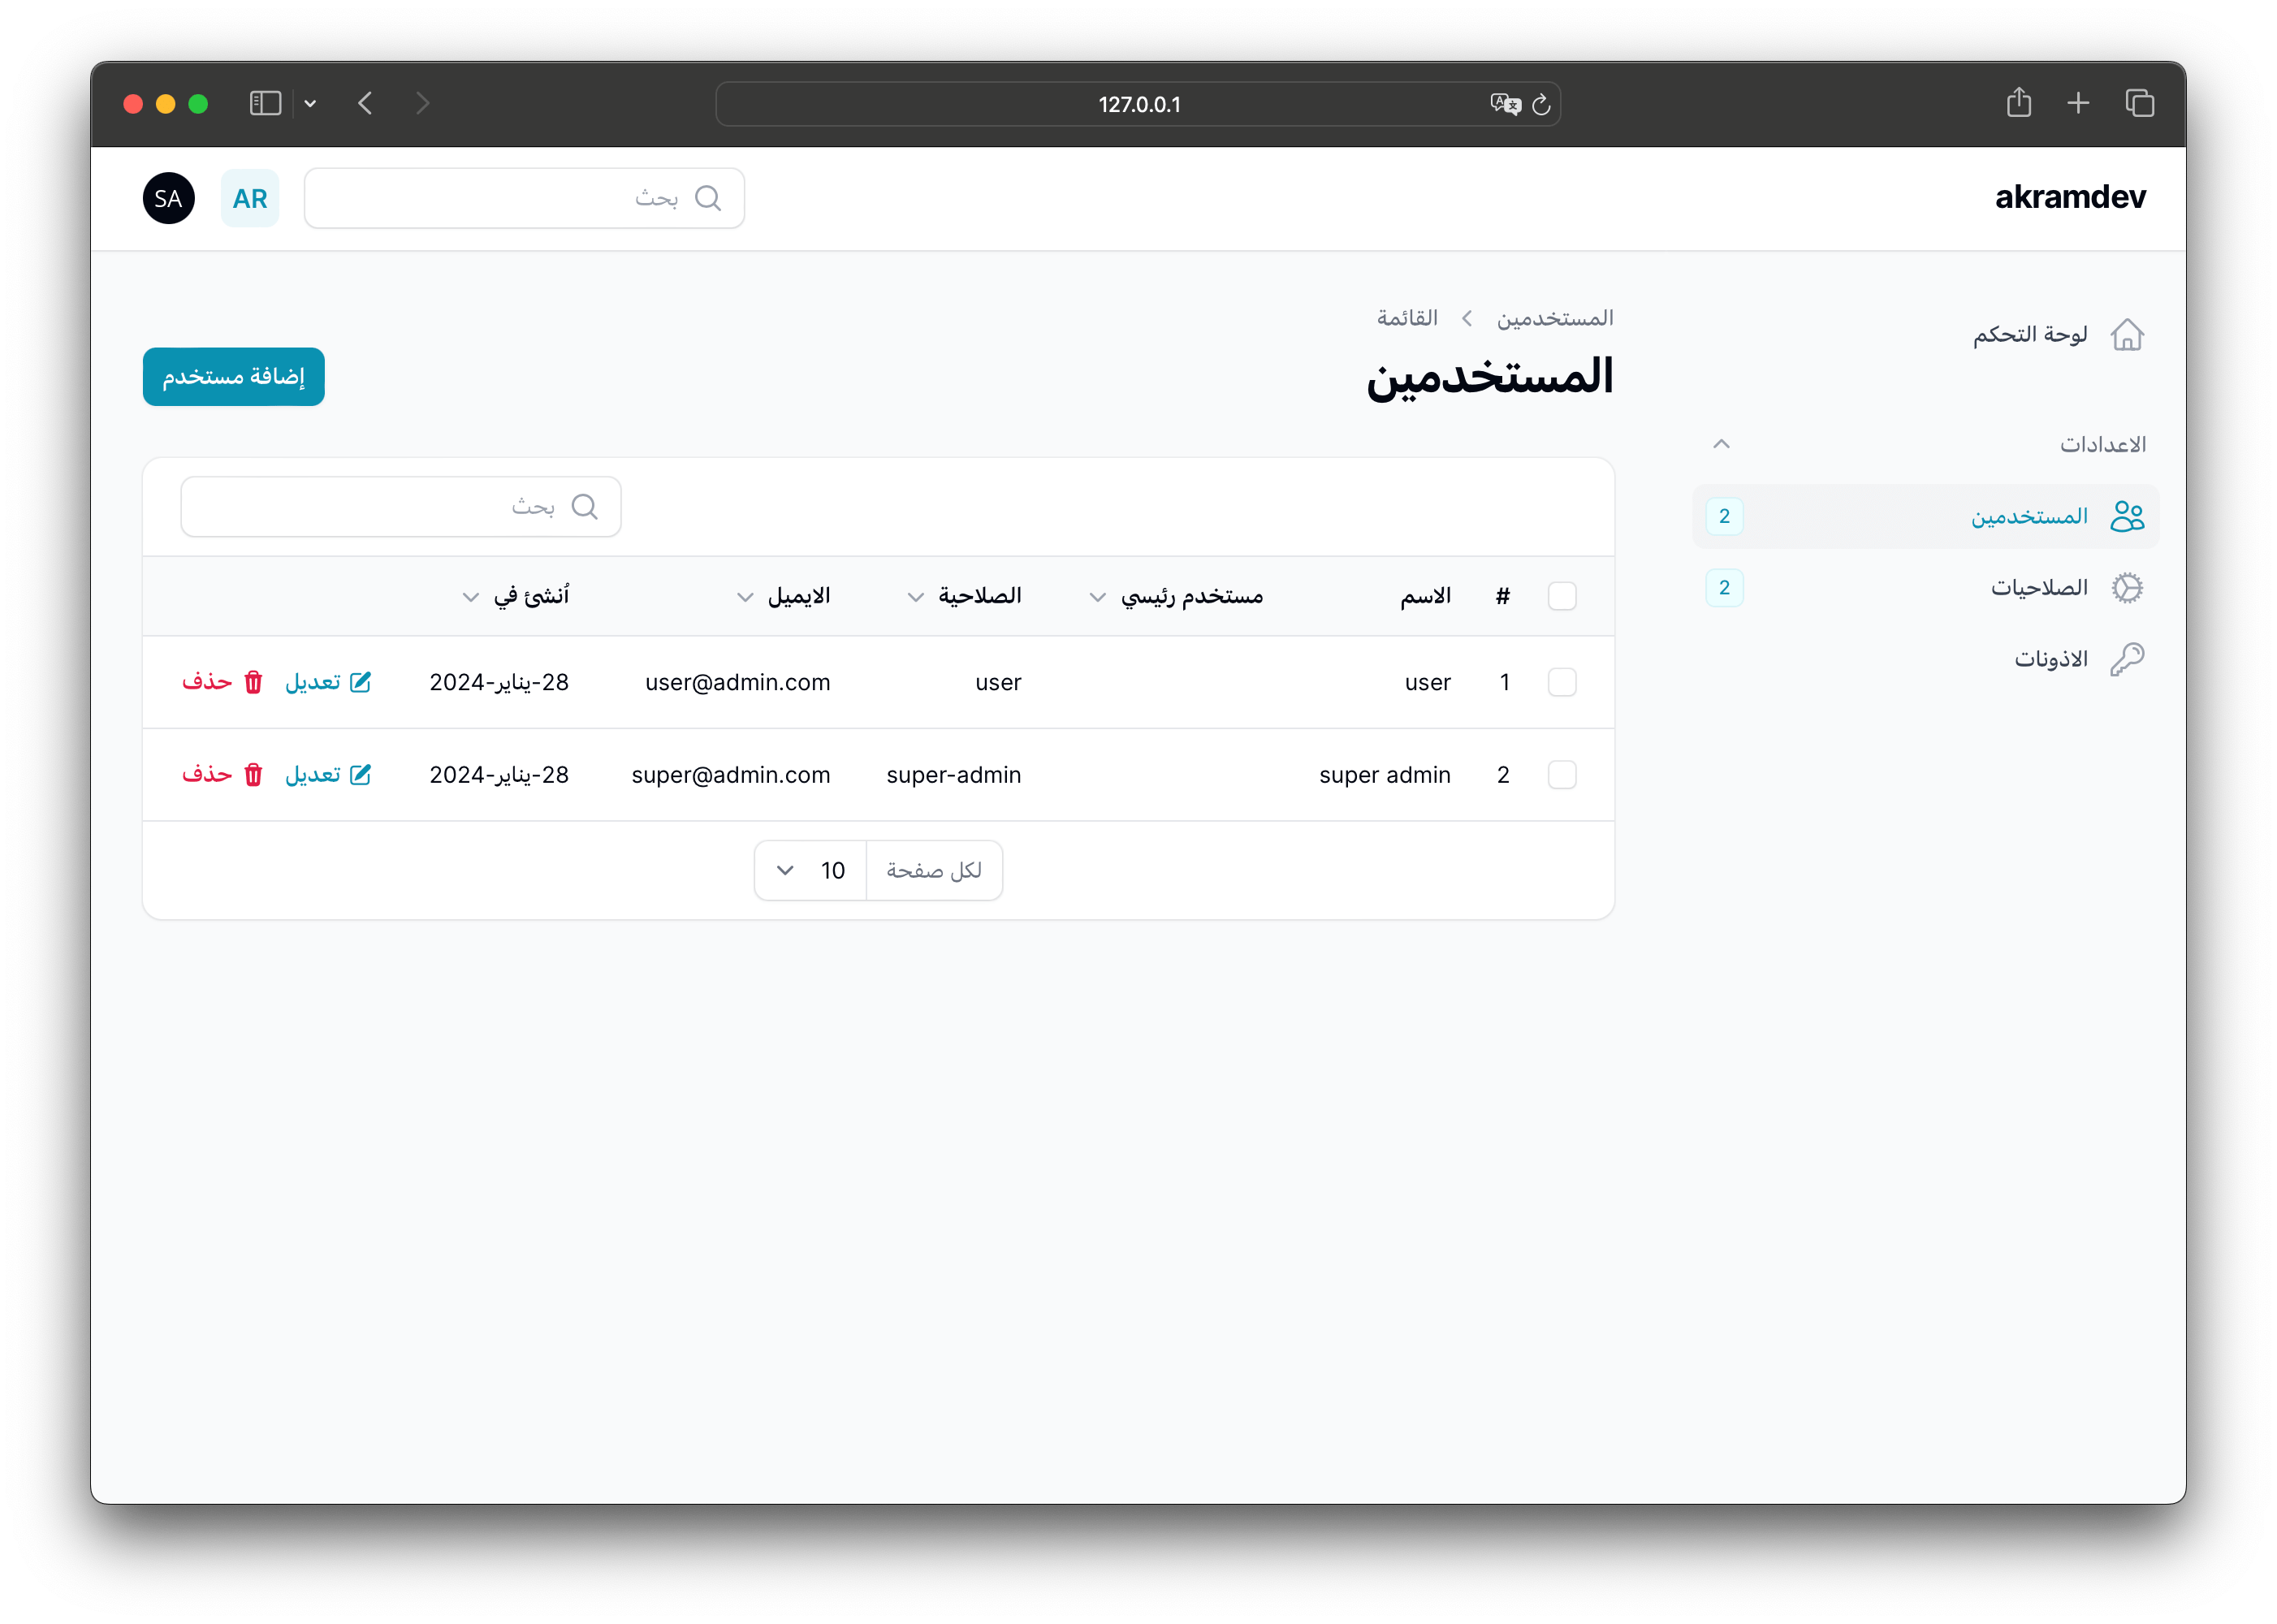 127.0.0.1
akramdev
بحث
AR
SA
لوحة التحكم
الاعدادات
المستخدمين 2
الصلاحيات 2
الاذونات
المستخدمين القائمة
المستخدمين
إضافة مستخدم
بحث
# الاسم مستخدم رئيسي الصلاحية الايميل أنشئ في
1 user user user@admin.com 28-يناير-2024 تعديل حذف
2 super admin super-admin super@admin.com 28-يناير-2024 تعديل حذف
لكل صفحة 10